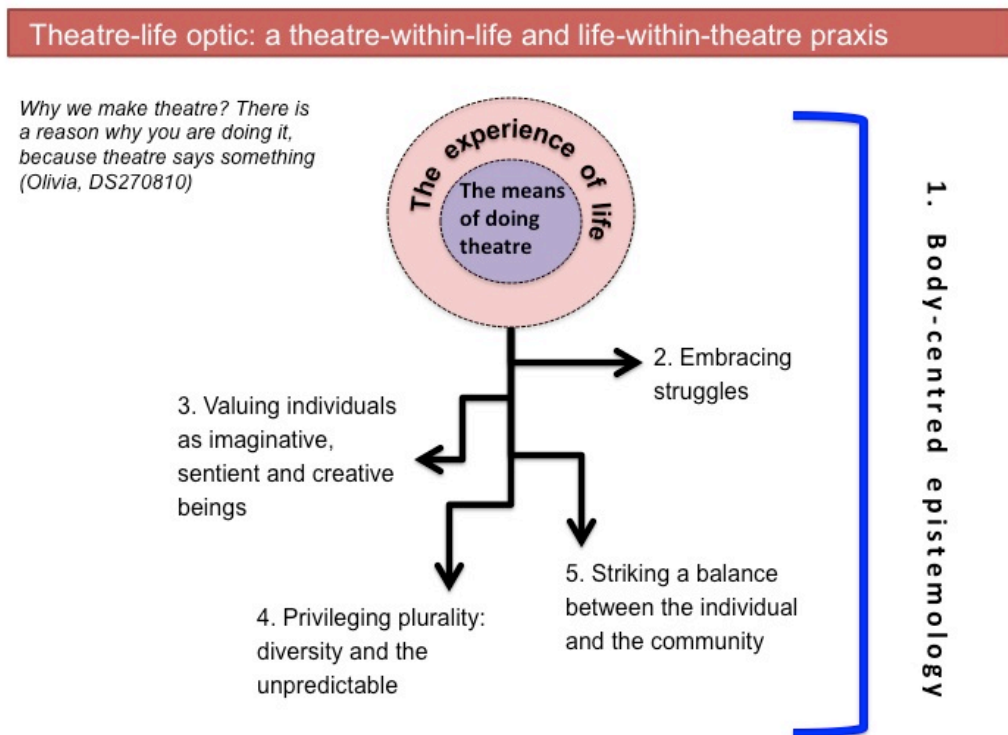 Theatre-life optic: a theatre-within-life and life-within-theatre praxis
Why we make theatre? There is
a reason why you are doing it,
because theatre says something
(Olivia, DS270810)
The experience of life
The means
of doing
theatre
2. Embracing
struggles
3. Valuing individuals
as imaginative,
sentient and creative
beings
4. Privileging plurality:
diversity and the
unpredictable
5. Striking a balance
between the individual
and the community
1. Body-centred epistemology